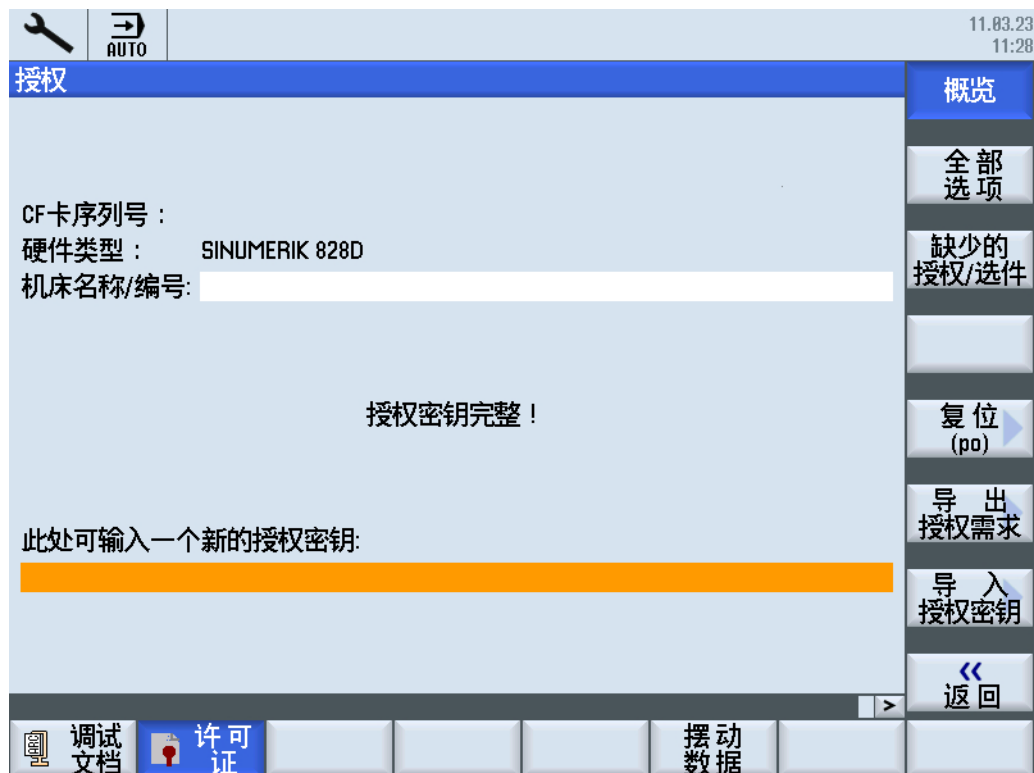 AUTO
11.03.23
11:28
授权
概览
全部
选项
CF卡序列号：
硬件类型： SINUMERIK 828D
缺少的
授权/选件
机床名称/编号:
授权密钥完整！
复位
(po)
导出
授权需求
此处可输入一个新的授权密钥:
导入
授权密钥
<<
返回
>
调试
文档
许可
证
摆动
数据